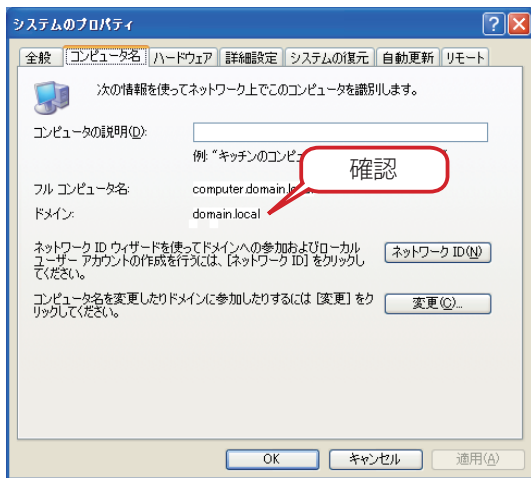 システムのプロパティ
全般 コンピュータ名 ハードウェア 詳細設定 システムの復元 自動更新 リモート
次の情報を使ってネットワーク上でこのコンピュータを識別します。
コンピュータの説明(D):
例: "キッチンのコンピュ
確認
フル コンピュータ名: computer.domain.lo
ドメイン: domain.local
ネットワーク ID ウィザードを使ってドメインへの参加およびローカル
ユーザー アカウントの作成を行うには、[ネットワーク ID] をクリックし
てください。
ネットワーク ID(N)
コンピュータ名を変更したりドメインに参加したりするには [変更] をク
リックしてください。
変更(C)...
OK キャンセル 適用(A)